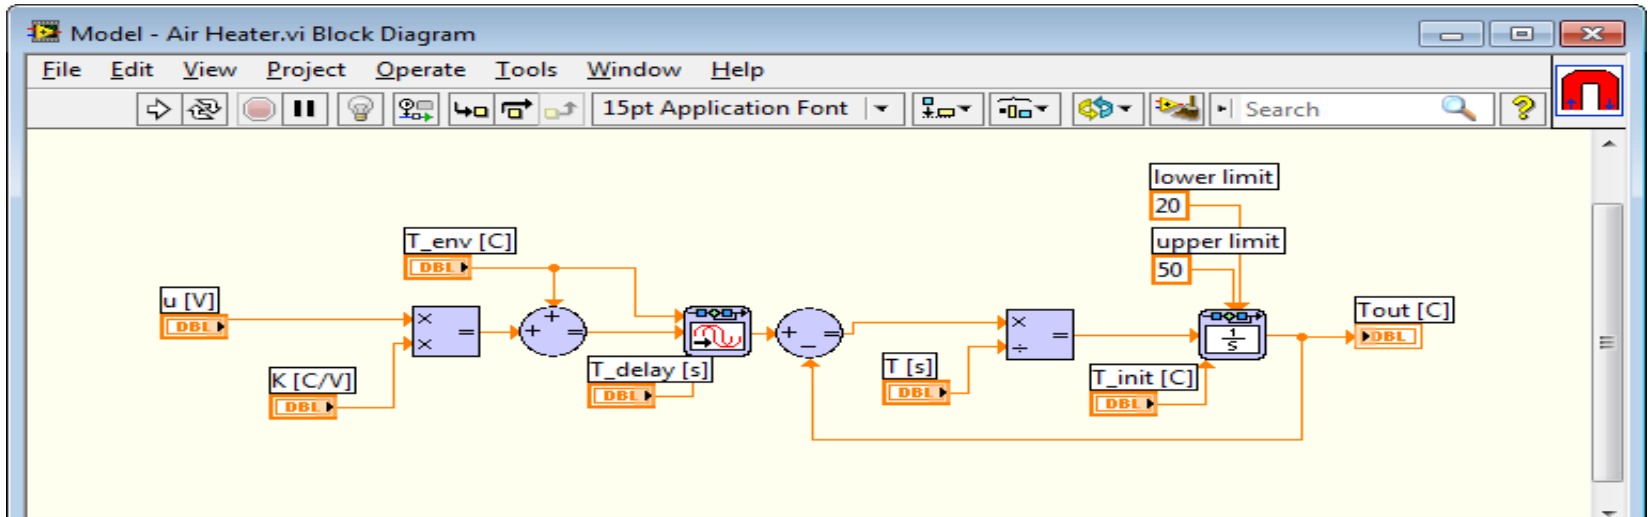 Model - Air Heater.vi Block Diagram
File Edit View Project Operate Tools Window Help
15pt Application Font
Search
?
lower limit
20
T_env [C]
upper limit
DBL
50
u [V]
DBL
Tout [C]
DBL
×
×
=
+
+
=
+
−
=
×
÷
=
1
s
K [C/V]
DBL
T_delay [s]
DBL
T [s]
DBL
T_init [C]
DBL